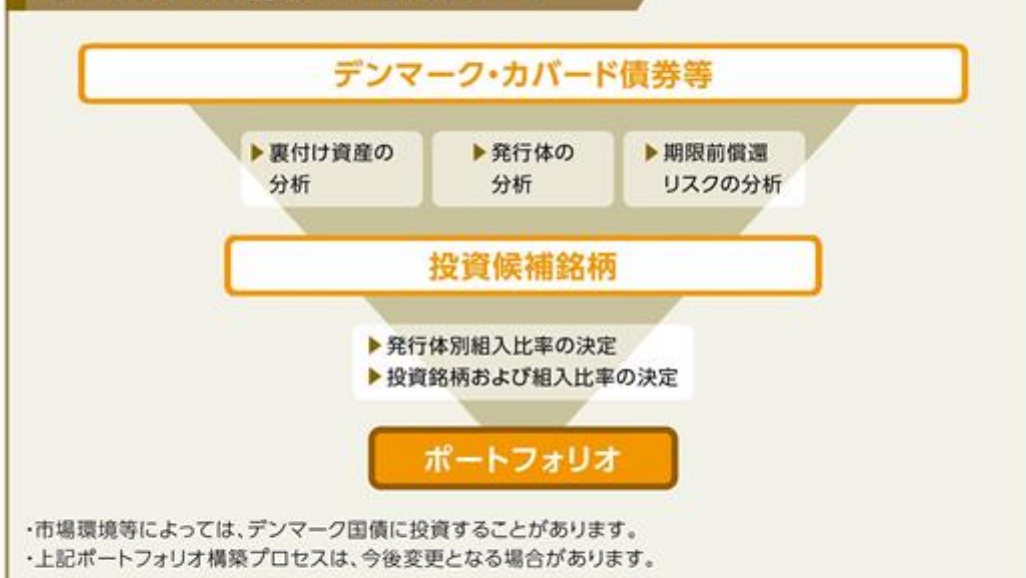 デンマーク・カバード債券等
▶裏付け資産の
分析
▶発行体の
分析
▶期限前償還
リスクの分析
投資候補銘柄
▶発行体別組入比率の決定
▶投資銘柄および組入比率の決定
ポートフォリオ
・市場環境等によっては、デンマーク国債に投資することがあります。
・上記ポートフォリオ構築プロセスは、今後変更となる場合があります。